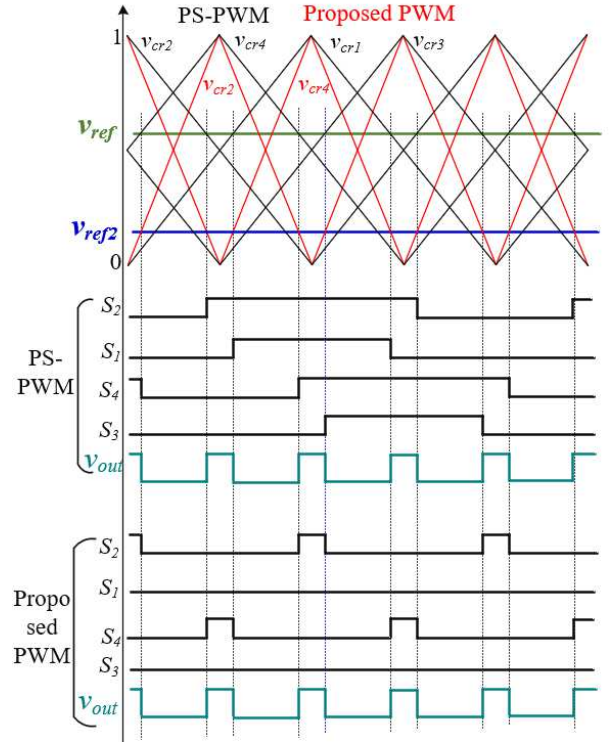 PS-PWM Proposed PWM
1
vcr2 vcr4 vcr1 vcr3
vcr2 vcr4
vref
vref2
0
PS-
PWM
S2
S1
S4
S3
vout
Propo
sed
PWM
S2
S1
S4
S3
vout